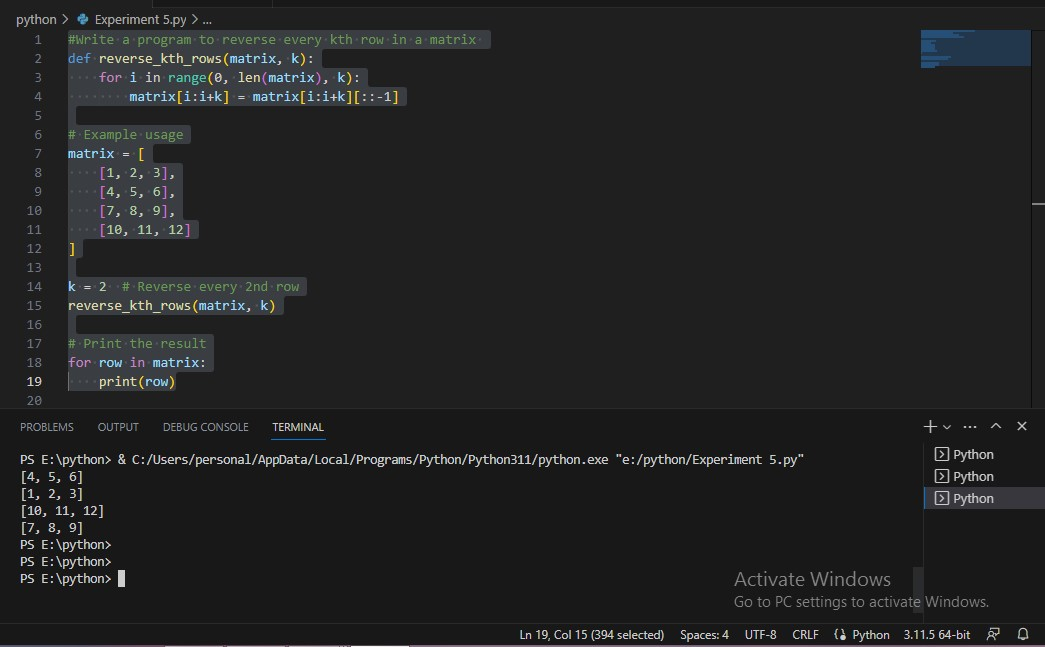 python > Experiment 5.py > ...
1 #Write a program to reverse every kth row in a matrix
2 def reverse_kth_rows(matrix, k):
3     for i in range(0, len(matrix), k):
4         matrix[i:i+k] = matrix[i:i+k][::-1]
5
6 # Example usage
7 matrix = [
8     [1, 2, 3],
9     [4, 5, 6],
10     [7, 8, 9],
11     [10, 11, 12]
12 ]
13
14 k = 2  # Reverse every 2nd row
15 reverse_kth_rows(matrix, k)
16
17 # Print the result
18 for row in matrix:
19     print(row)
20
PROBLEMS OUTPUT DEBUG CONSOLE TERMINAL
PS E:\python> & C:/Users/personal/AppData/Local/Programs/Python/Python311/python.exe "e:/python/Experiment 5.py"
[4, 5, 6]
[1, 2, 3]
[10, 11, 12]
[7, 8, 9]
PS E:\python>
PS E:\python>
PS E:\python>
Python
Python
Python
Activate Windows
Go to PC settings to activate Windows.
Ln 19, Col 15 (394 selected) Spaces: 4 UTF-8 CRLF Python 3.11.5 64-bit